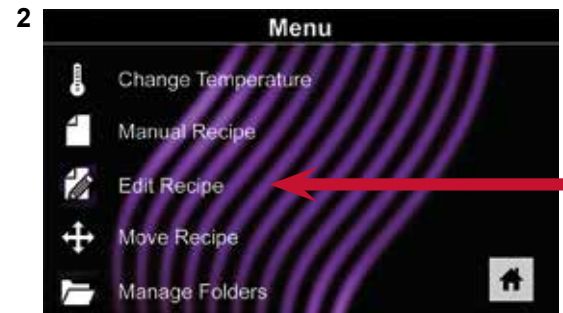 2
Menu
Change Temperature
Manual Recipe
Edit Recipe
Move Recipe
Manage Folders